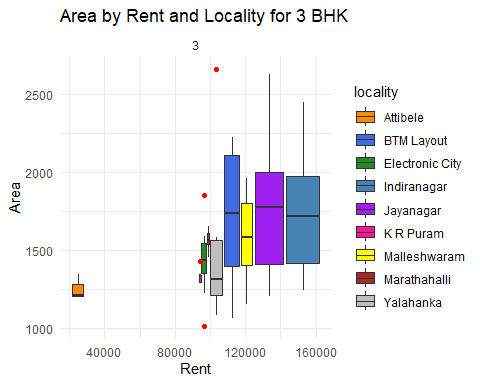 Area by Rent and Locality for 3 BHK
3
2500
2000
1500
1000
Area
40000 80000 120000 160000
Rent
locality
Attibele
BTM Layout
Electronic City
Indiranagar
Jayanagar
K R Puram
Malleshwaram
Marathahalli
Yalahanka